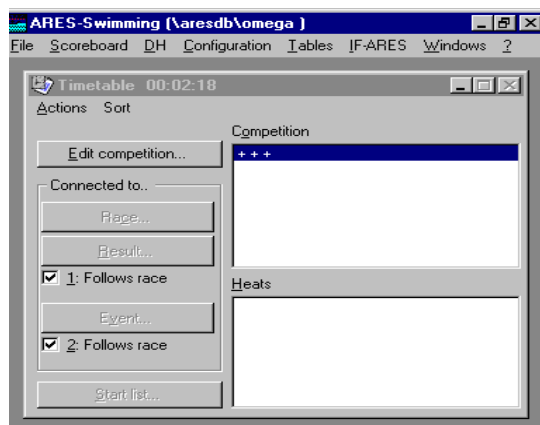 ARES-Swimming (\aresdb\omega )
File Scoreboard DH Configuration Tables IF-ARES Windows ?
Timetable 00:02:18
Actions Sort
Competition
Edit competition...
+ + +
Connected to..
Race...
Result...
1: Follows race
Heats
Event...
2: Follows race
Start list...